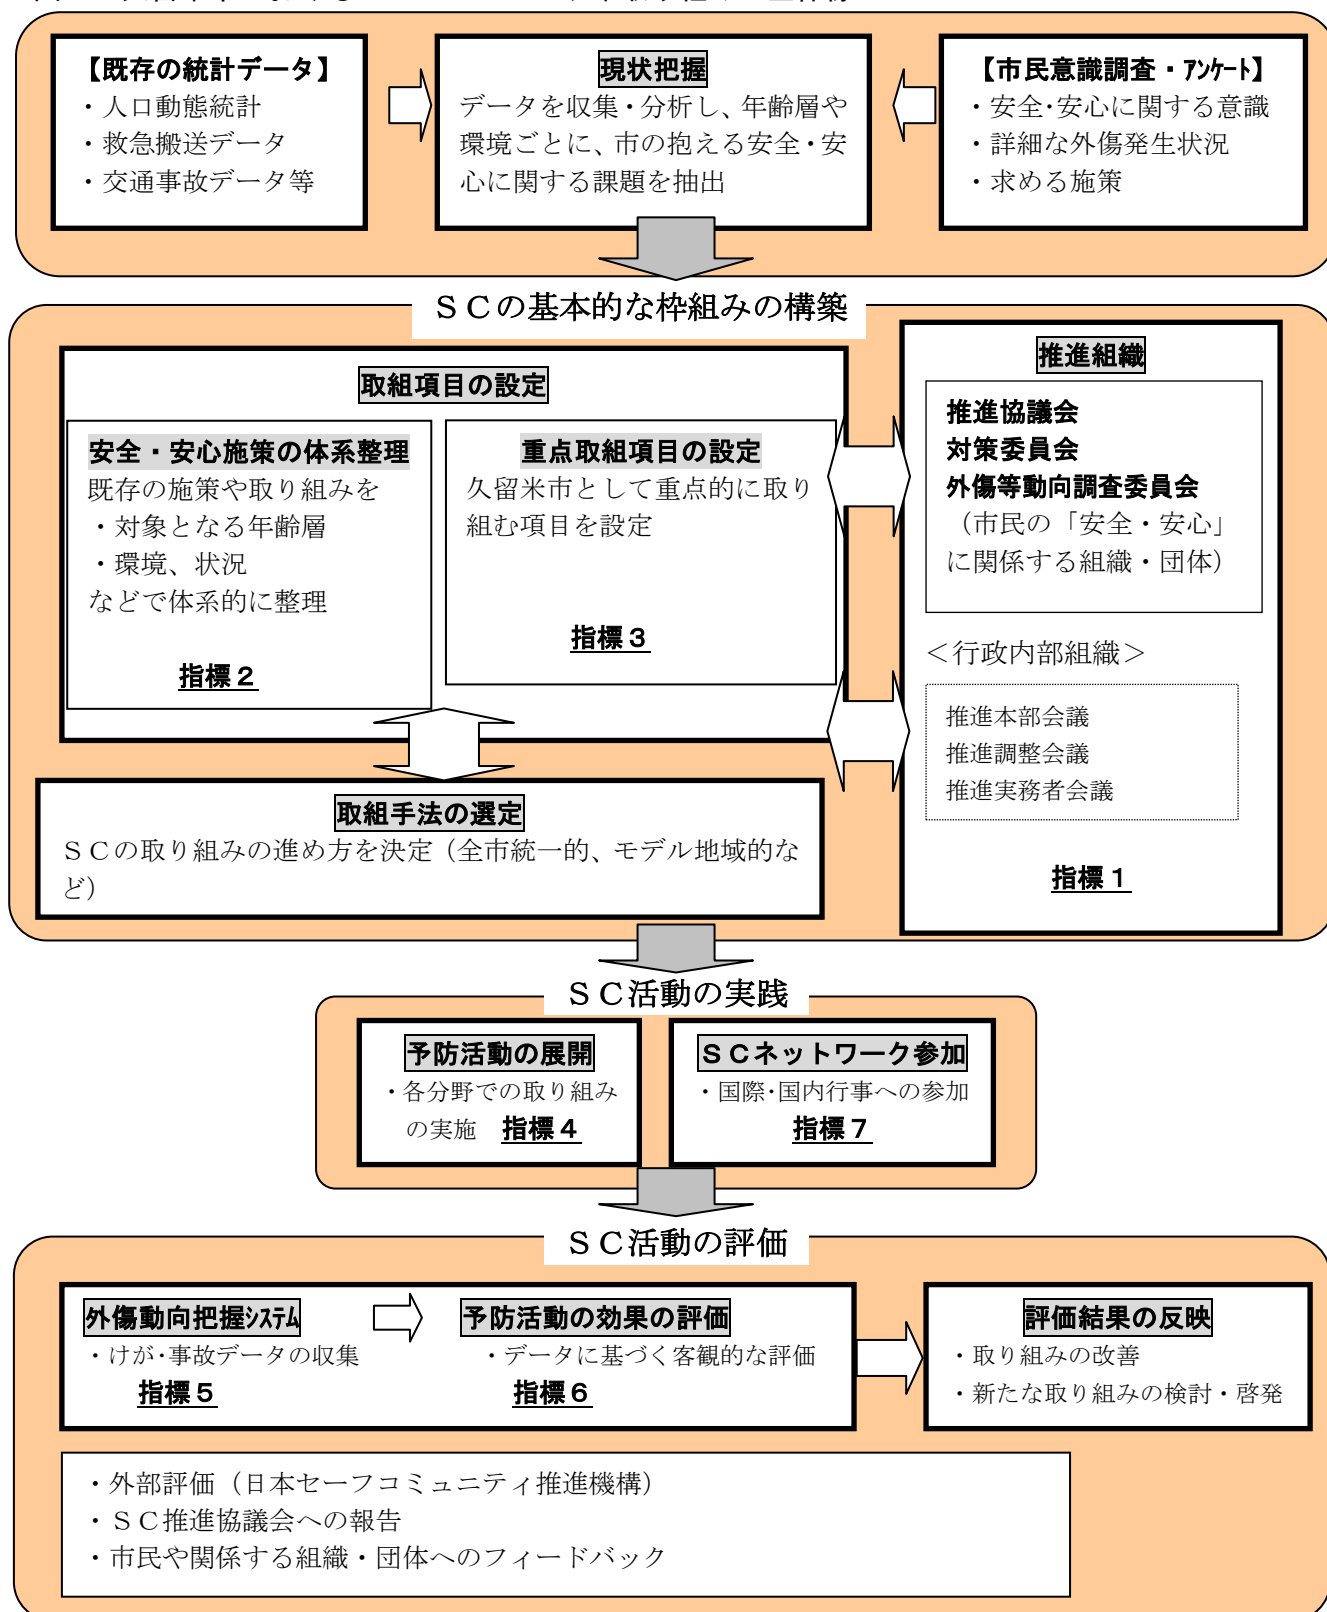 【既存の統計データ】
・人口動態統計
・救急搬送データ
・交通事故データ等
現状把握
データを収集・分析し、年齢層や
環境ごとに、市の抱える安全・安
心に関する課題を抽出
【市民意識調査・ｱﾝｹｰﾄ】
・安全・安心に関する意識
・詳細な外傷発生状況
・求める施策
ＳＣの基本的な枠組みの構築
取組項目の設定
安全・安心施策の体系整理
既存の施策や取り組みを
・対象となる年齢層
・環境、状況
などで体系的に整理
指標２
重点取組項目の設定
久留米市として重点的に取り
組む項目を設定
指標３
推進組織
推進協議会
対策委員会
外傷等動向調査委員会
（市民の「安全・安心」
に関係する組織・団体）
＜行政内部組織＞
推進本部会議
推進調整会議
推進実務者会議
指標１
取組手法の選定
ＳＣの取り組みの進め方を決定（全市統一的、モデル地域的な
ど）
ＳＣ活動の実践
予防活動の展開
・各分野での取り組み
の実施　指標４
ＳＣネットワーク参加
・国際・国内行事への参加
指標７
ＳＣ活動の評価
外傷動向把握ｼｽﾃﾑ
・けが・事故データの収集
指標５
予防活動の効果の評価
・データに基づく客観的な評価
指標６
評価結果の反映
・取り組みの改善
・新たな取り組みの検討・啓発
・外部評価（日本セーフコミュニティ推進機構）
・ＳＣ推進協議会への報告
・市民や関係する組織・団体へのフィードバック